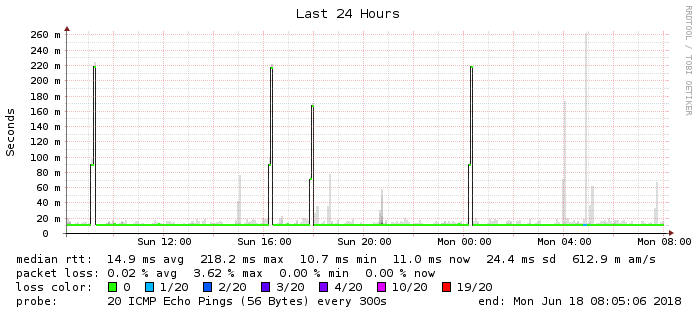 Last 24 Hours
RRDTOOL / TOBI OETIKER
Seconds
260 m
240 m
220 m
200 m
180 m
160 m
140 m
120 m
100 m
80 m
60 m
40 m
20 m
0
Sun 12:00 Sun 16:00 Sun 20:00 Mon 00:00 Mon 04:00 Mon 08:00
median rtt: 14.9 ms avg 218.2 ms max 10.7 ms min 11.0 ms now 24.4 ms sd 612.9 m am/s
packet loss: 0.02 % avg 3.62 % max 0.00 % min 0.00 % now
loss color: 0 1/20 2/20 3/20 4/20 10/20 19/20
probe: 20 ICMP Echo Pings (56 Bytes) every 300s end: Mon Jun 18 08:05:06 2018